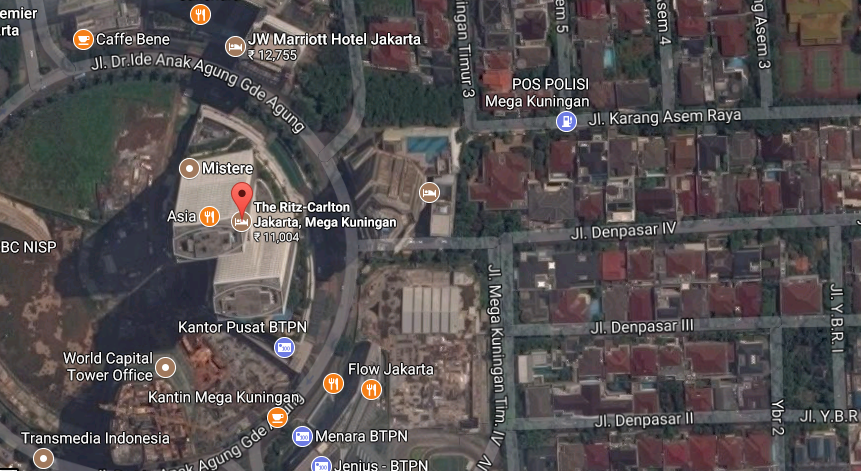 emier
rta
Caffe Bene
JW Marriott Hotel Jakarta
₹ 12,755
Jl. Dr.Ide Anak Agung Gde Agung
ingan Timur 3
sem 5
Asem 4
ng Asem 3
POS POLISI
Mega Kuningan
Jl. Karang Asem Raya
Mistere
Asia
The Ritz-Carlton
Jakarta, Mega Kuningan
₹ 11,004
BC NISP
Jl. Denpasar IV
Jl. Mega Kuningan Tim. IV
Jl. Denpasar III
Jl. Y.B.R. I
Kantor Pusat BTPN
World Capital
Tower Office
Flow Jakarta
Kantin Mega Kuningan
Jl. Denpasar II
Ybr 2
Jl. Y.B.R
Transmedia Indonesia
Anak Agung Gde
Menara BTPN
Jenius - BTPN